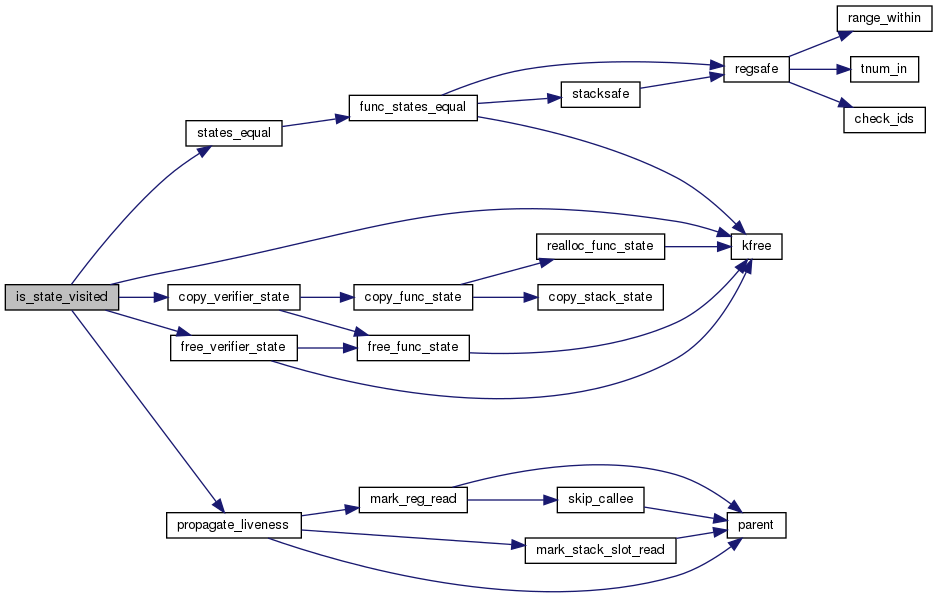 range_within
regsafe
tnum_in
stacksafe
func_states_equal
check_ids
states_equal
realloc_func_state
kfree
is_state_visited
copy_verifier_state
copy_func_state
copy_stack_state
free_verifier_state
free_func_state
mark_reg_read
skip_callee
propagate_liveness
parent
mark_stack_slot_read